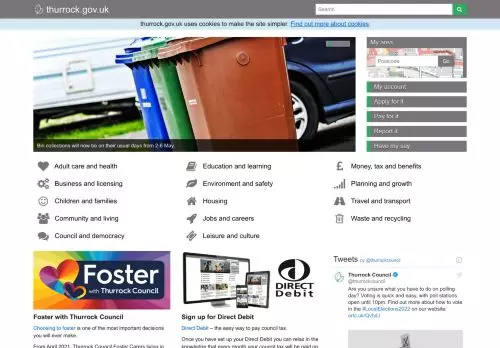 thurrock.gov.uk
Search
thurrock.gov.uk uses cookies to make the site simpler. Find out more about cookies
My area
Postcode
Go
My account
Apply for it
Pay for it
Report it
Have my say
Bin collections will now be on their usual days from 2-6 May.
Adult care and health
Education and learning
Money, tax and benefits
Business and licensing
Environment and safety
Planning and growth
Children and families
Housing
Travel and transport
Community and living
Jobs and careers
Waste and recycling
Council and democracy
Leisure and culture
Foster
with Thurrock Council
DIRECT
Debit
Tweets by @thurrockcouncil
Thurrock Council
@thurrockcouncil
Are you unsure what you have to do on polling
day? Voting is quick and easy, with poll stations
open until 10pm. Find out more about how to vote
in the #LocalElections2022 on our website:
Foster with Thurrock Council
Choosing to foster is one of the most important decisions
you will ever make.
From April 2021, Thurrock Council Foster Carers living in
Sign up for Direct Debit
Direct Debit – the easy way to pay council tax.
Once you have set up your Direct Debit you can relax in the
knowledge that every month your council tax will be paid on